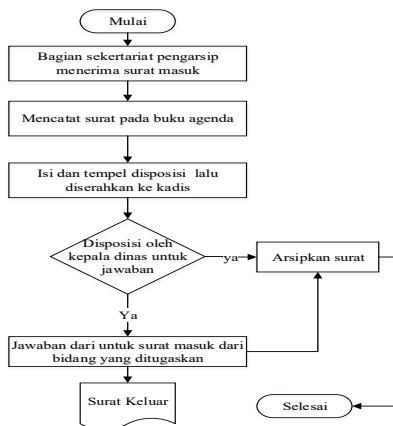 Mulai
Bagian sekertariat pengarsip
menerima surat masuk
Mencatat surat pada buku agenda
Isi dan tempel disposisi lalu
diserahkan ke kadis
Disposisi oleh
kepala dinas untuk
jawaban
ya
Arsipkan surat
Ya
Jawaban dari untuk surat masuk dari
bidang yang ditugaskan
Surat Keluar
Selesai